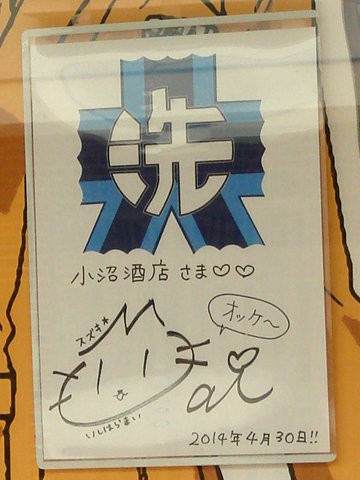 洗
小沼酒店さま♡♡
オッケ〜
スズキ★
いしはらまい
2014年4月30日!!